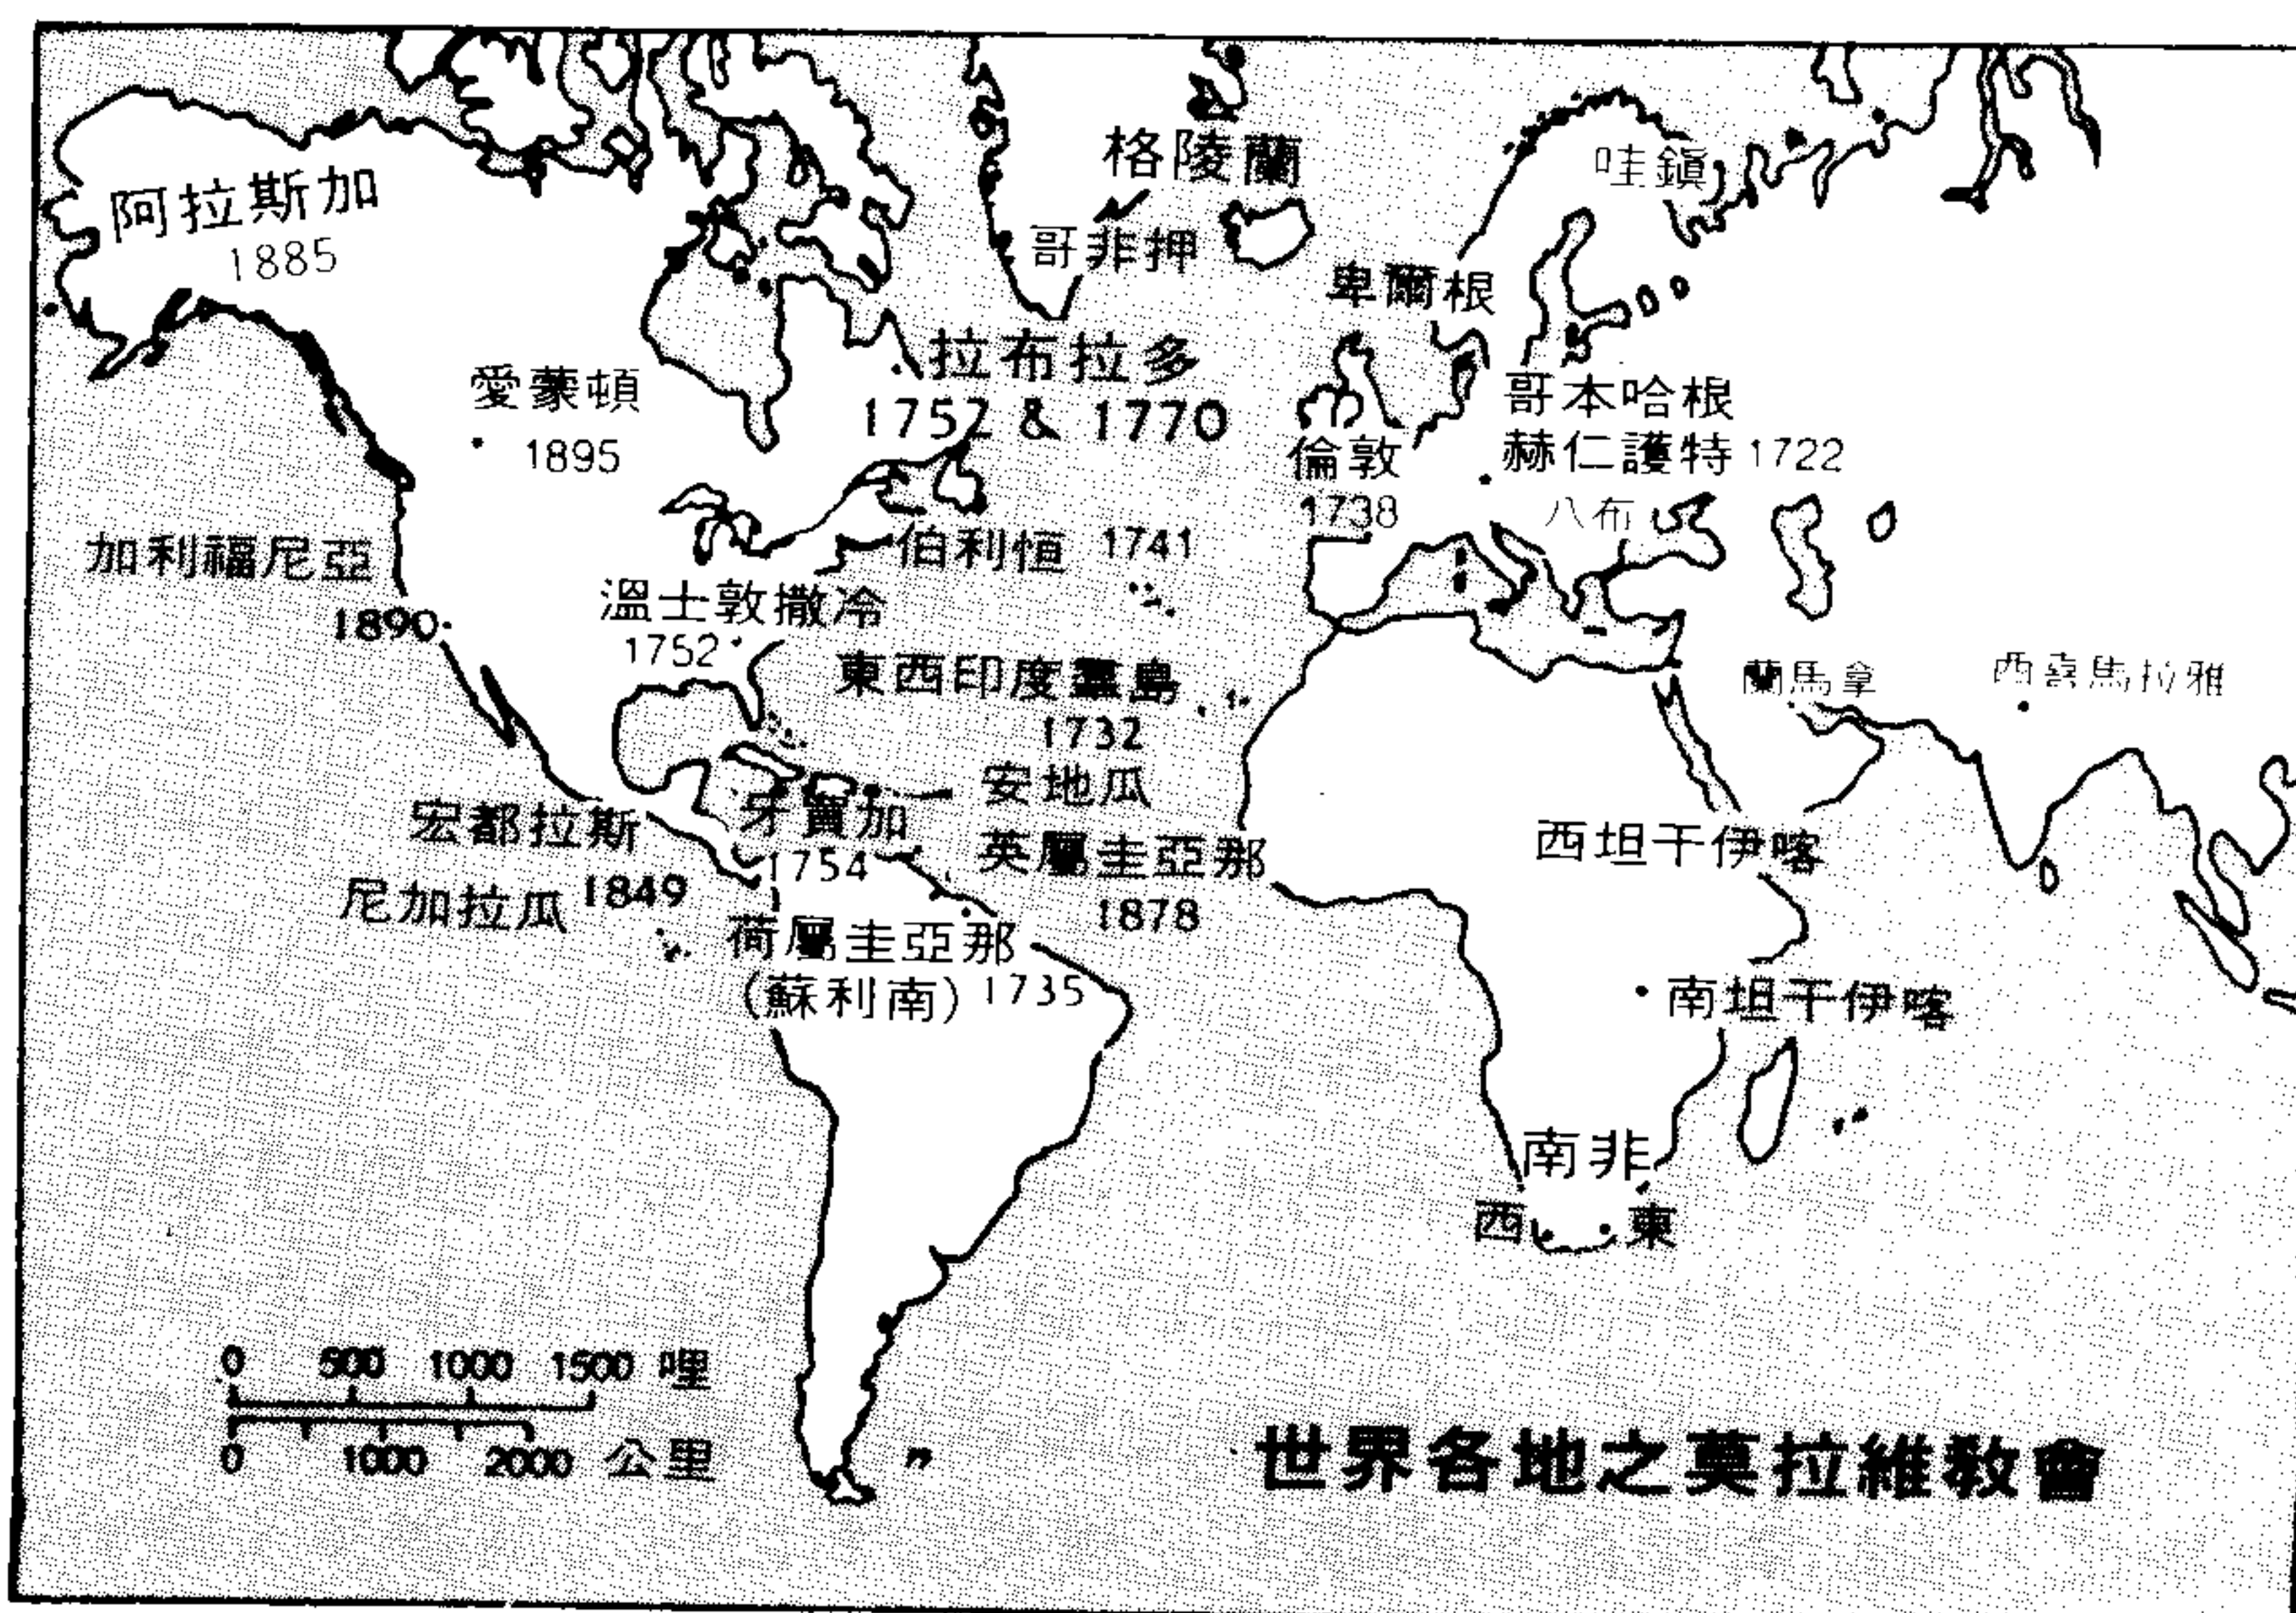 格陵蘭
哇鎮
阿拉斯加
1885
哥非押
卑爾根
拉布拉多
1752 & 1770
愛蒙頓
1895
哥本哈根
赫仁護特 1722
倫敦
1738
八布
加利福尼亞
1890
伯利恒 1741
溫士敦撒冷
1752
東西印度羣島
1732
蘭馬拿
西喜馬拉雅
安地瓜
宏都拉斯
牙買加
1754
英屬圭亞那
1878
西坦干伊喀
尼加拉瓜 1849
荷屬圭亞那
(蘇利南) 1735
南坦干伊喀
南非
西 東
0 500 1000 1500 哩
0 1000 2000 公里
世界各地之莫拉維教會